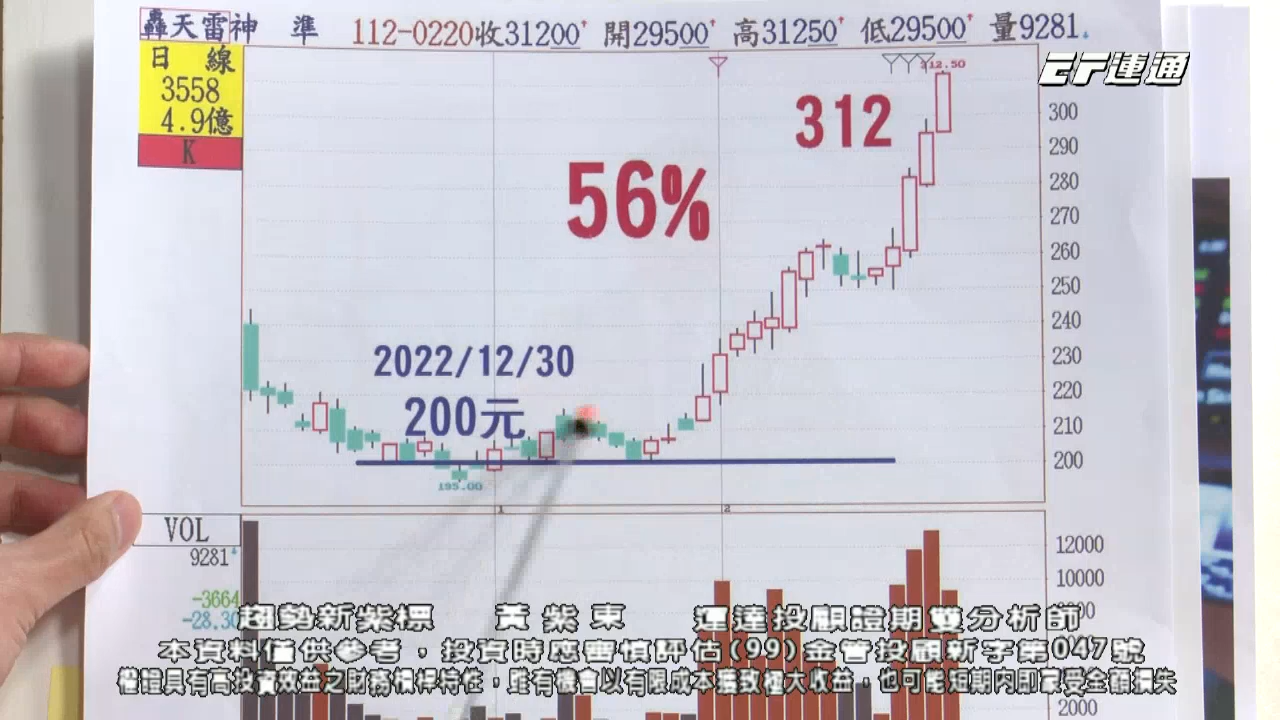 轟天雷神 準 112-0220收31200↑ 開29500↑ 高31250↑ 低29500↑ 量9281↓
日線
3558
4.9億
K
EF運通
312.50
312
56%
300
290
280
270
260
250
240
230
220
210
200
2022/12/30
200元
195.00
1 2
VOL
9281↓
-3664
-28.30
12000
10000
2000
趨勢新紫標 黃紫東 運達投顧證期雙分析師
本資料僅供參考，投資時應審慎評估(99)金管投顧新字第047號
權證具有高投資效益之財務槓桿特性，雖有機會以有限成本獲致極大收益，也可能短期內即蒙受全額損失